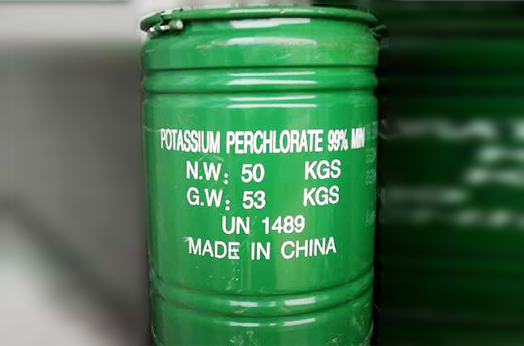 POTASSIUM PERCHLORATE 99% MIN
N.W: 50 KGS
G.W: 53 KGS
UN 1489
MADE IN CHINA